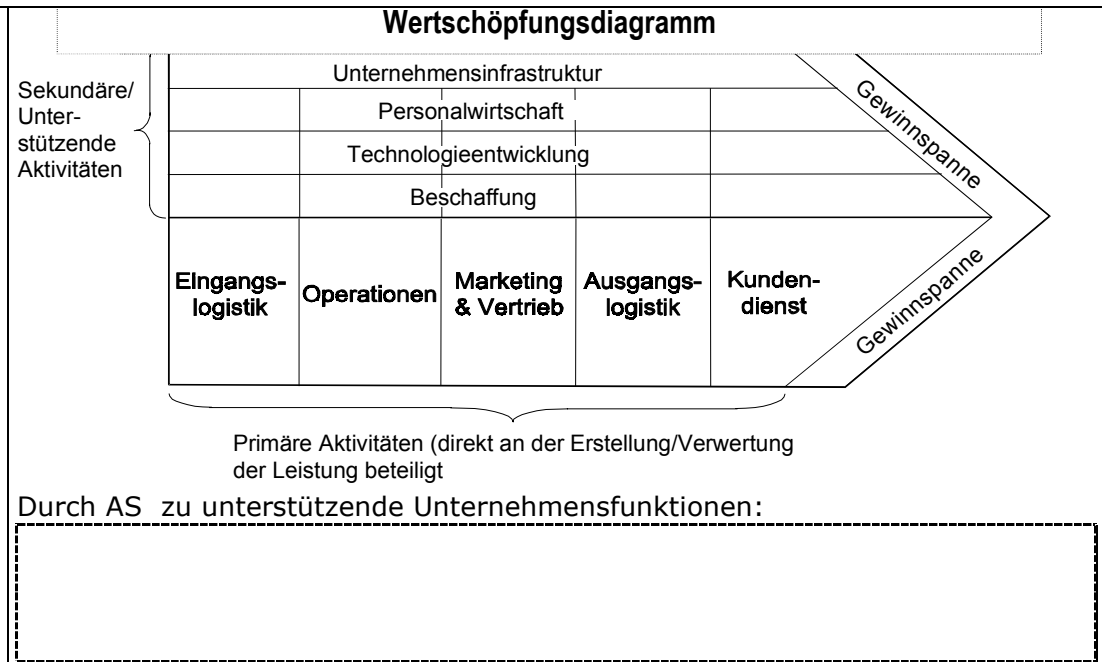 Wertschöpfungsdiagramm
Sekundäre/
Unter-
stützende
Aktivitäten
Unternehmensinfrastruktur
Personalwirtschaft
Technologieentwicklung
Beschaffung
Gewinnspanne
EIngangs-
logistik
Operationen
Marketing
& Vertrieb
Ausgangs-
logistik
Kunden-
dienst
Gewinnspanne
Primäre Aktivitäten (direkt an der Erstellung/Verwertung
der Leistung beteiligt
Durch AS  zu unterstützende Unternehmensfunktionen: